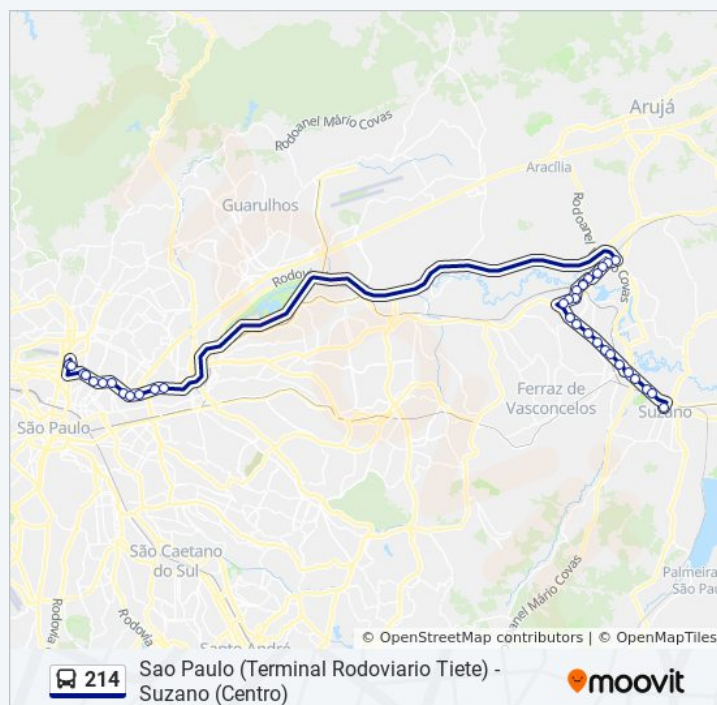 Arujá
Rodoanel Mário Covas
Aracília
Guarulhos
Rodoanel
Covas
Rodov
Ferraz de
Vasconcelos
Suzano
São Paulo
São Caetano
do Sul
Palmeira
São Pau
Rodovia
Rodovia
Mário Covas
Santo André
© OpenStreetMap contributors | © OpenMapTiles
214
Sao Paulo (Terminal Rodoviario Tiete) -
Suzano (Centro)
moovit